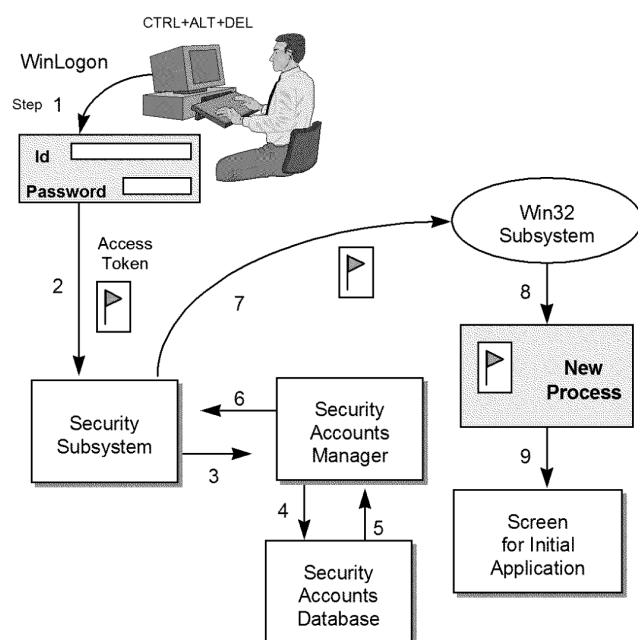 CTRL+ALT+DEL
WinLogon
Step 1
Id
Password
2
Access
Token
7
Win32
Subsystem
8
New
Process
Security
Subsystem
6
3
Security
Accounts
Manager
4
5
9
Security
Accounts
Database
Screen
for Initial
Application